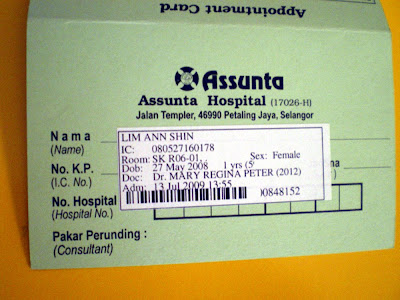 Appointment Card
Assunta
Assunta Hospital (17026-H)
Jalan Templer, 46990 Petaling Jaya, Selangor
Nama
(Name)
LIM ANN SHIN
IC: 080527160178
Room: SK R06-01, . Sex: Female
Dob: 27 May 2008 1 yrs (5
Doc: Dr. MARY REGINA PETER (2012)
Adm: 13 Jul 2009 13:55
00848152
No. K.P.
(I.C. No.)
No. Hospital
(Hospital No.)
Pakar Perunding :
(Consultant)